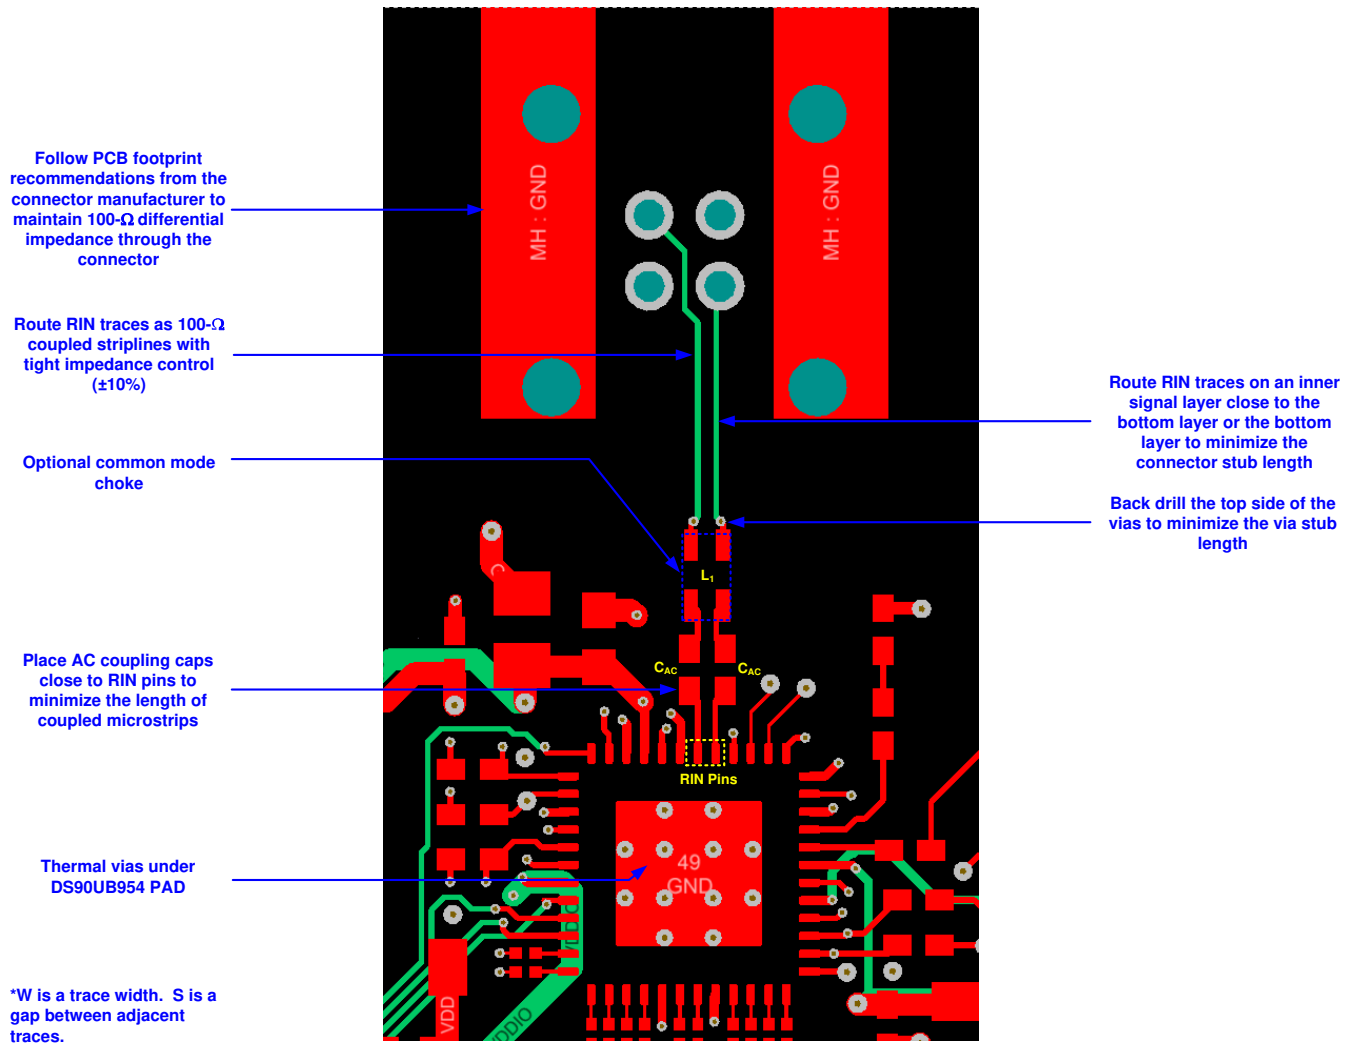 Follow PCB footprint
recommendations from the
connector manufacturer to
maintain 100-Ω differential
impedance through the
connector
Route RIN traces as 100-Ω
coupled striplines with
tight impedance control
(±10%)
Optional common mode
choke
Place AC coupling caps
close to RIN pins to
minimize the length of
coupled microstrips
Thermal vias under
DS90UB954 PAD
*W is a trace width.  S is a
gap between adjacent
traces.
MH : GND
MH : GND
L1
CAC
CAC
RIN Pins
49
GND
VDDIO
VDDIO
VDD
Route RIN traces on an inner
signal layer close to the
bottom layer or the bottom
layer to minimize the
connector stub length
Back drill the top side of the
vias to minimize the via stub
length